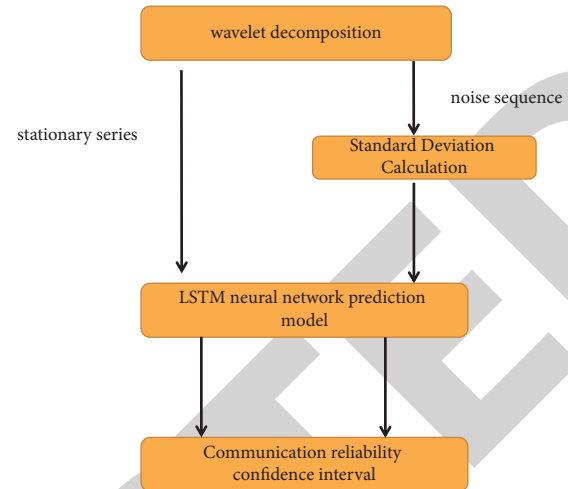 wavelet decomposition
noise sequence
stationary series
Standard Deviation
Calculation
LSTM neural network prediction
model
Communication reliability
confidence interval